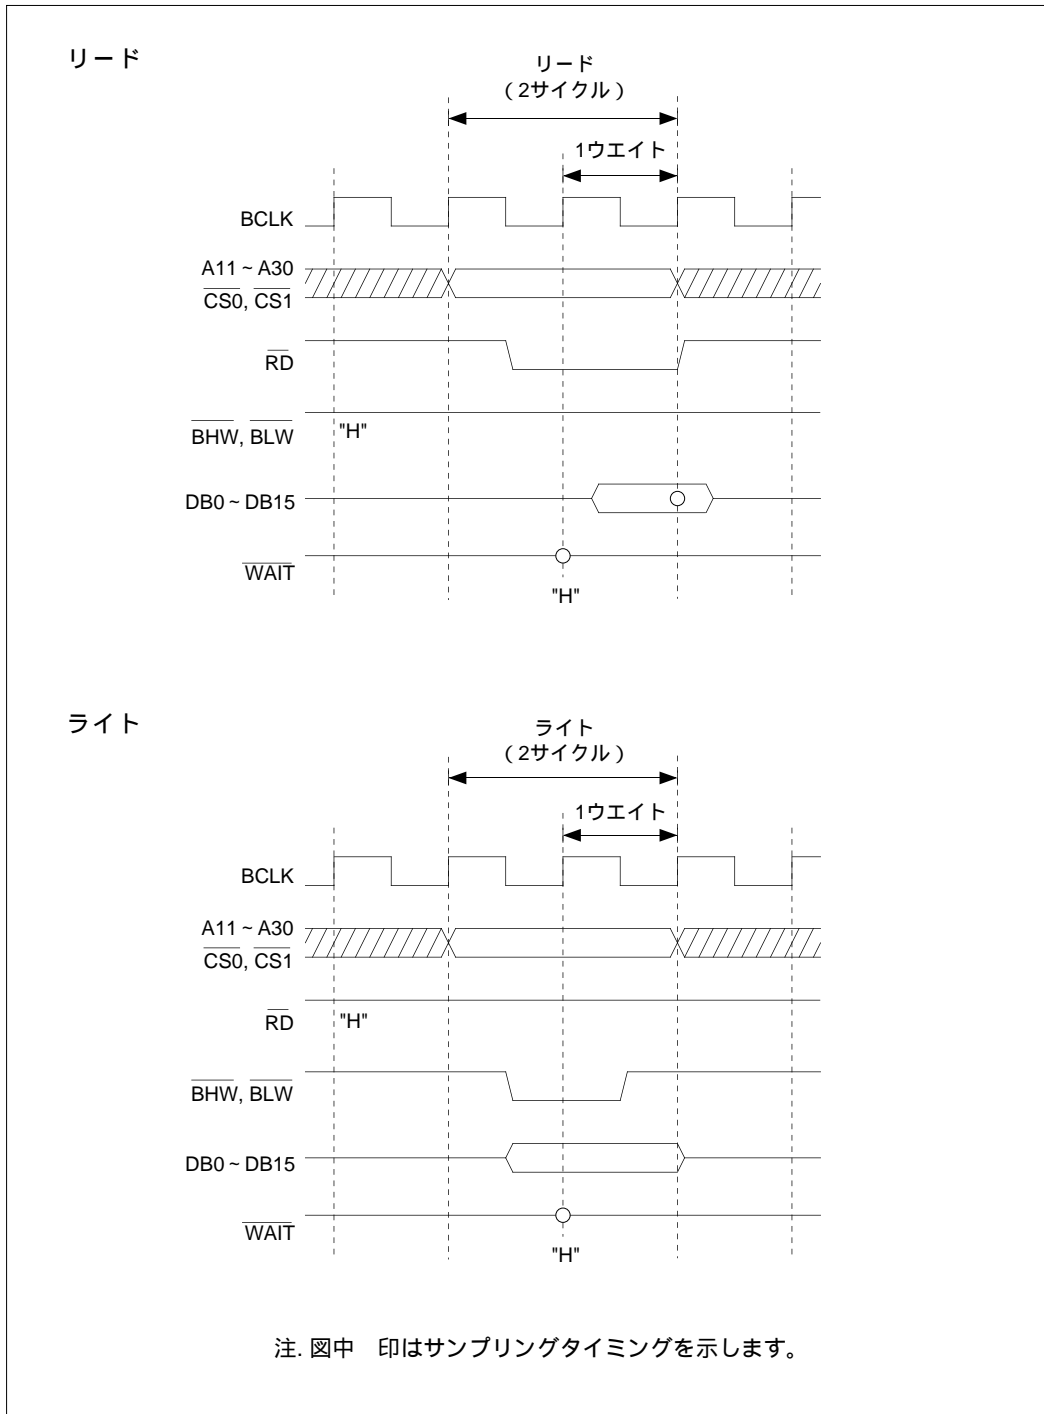 リード
リード
(2サイクル)
1ウエイト
BCLK
A11 ~ A30
CS0, CS1
RD
BHW, BLW
"H"
DB0 ~ DB15
WAIT
"H"
ライト
ライト
(2サイクル)
1ウエイト
BCLK
A11 ~ A30
CS0, CS1
RD
"H"
BHW, BLW
DB0 ~ DB15
WAIT
"H"
注. 図中　印はサンプリングタイミングを示します。